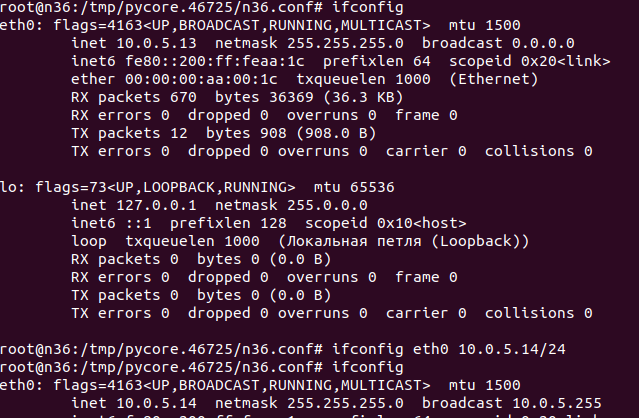 root@n36:/tmp/pycore.46725/n36.conf# ifconfig
eth0: flags=4163<UP,BROADCAST,RUNNING,MULTICAST>  mtu 1500
        inet 10.0.5.13  netmask 255.255.255.0  broadcast 0.0.0.0
        inet6 fe80::200:ff:feaa:1c  prefixlen 64  scopeid 0x20<link>
        ether 00:00:00:aa:00:1c  txqueuelen 1000  (Ethernet)
        RX packets 670  bytes 36369 (36.3 KB)
        RX errors 0  dropped 0  overruns 0  frame 0
        TX packets 12  bytes 908 (908.0 B)
        TX errors 0  dropped 0 overruns 0  carrier 0  collisions 0
lo: flags=73<UP,LOOPBACK,RUNNING>  mtu 65536
        inet 127.0.0.1  netmask 255.0.0.0
        inet6 ::1  prefixlen 128  scopeid 0x10<host>
        loop  txqueuelen 1000  (Локальная петля (Loopback))
        RX packets 0  bytes 0 (0.0 B)
        RX errors 0  dropped 0  overruns 0  frame 0
        TX packets 0  bytes 0 (0.0 B)
        TX errors 0  dropped 0 overruns 0  carrier 0  collisions 0
root@n36:/tmp/pycore.46725/n36.conf# ifconfig eth0 10.0.5.14/24
root@n36:/tmp/pycore.46725/n36.conf# ifconfig
eth0: flags=4163<UP,BROADCAST,RUNNING,MULTICAST>  mtu 1500
        inet 10.0.5.14  netmask 255.255.255.0  broadcast 10.0.5.255